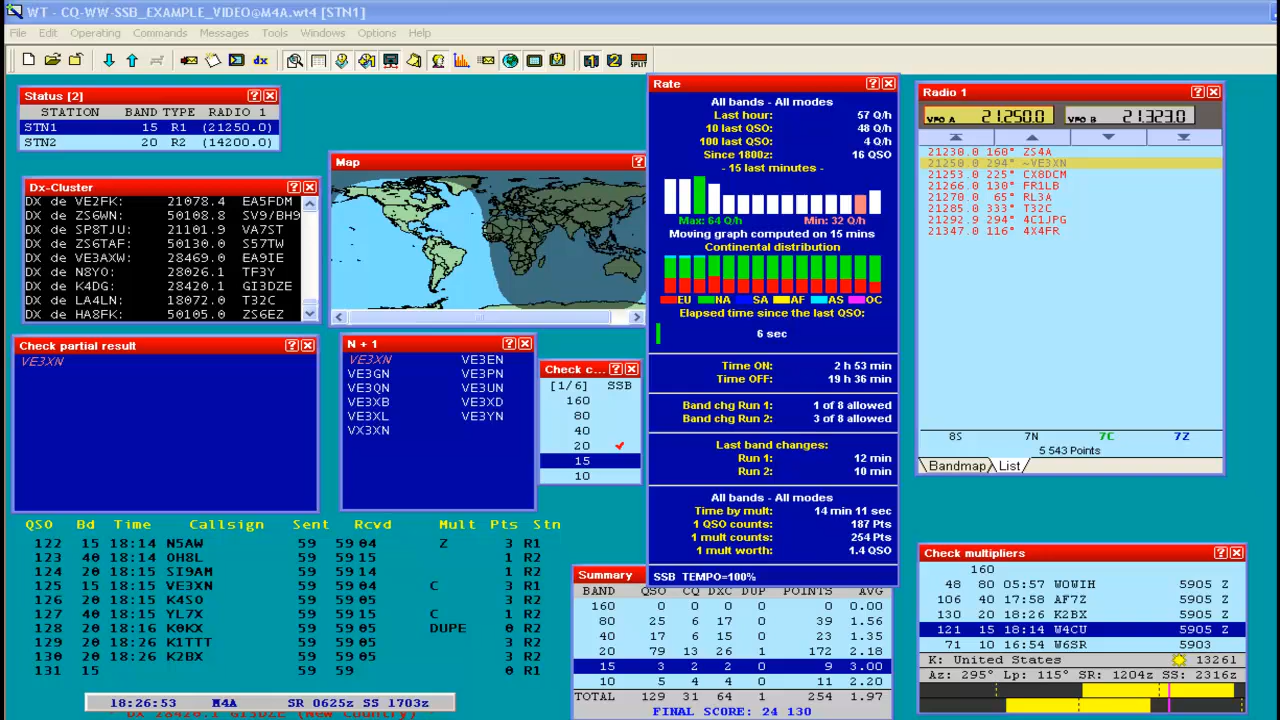 WT - CQ-WW-SSB_EXAMPLE_VIDEO@M4A.wt4 [STN1]
File Edit Operating Commands Messages Tools Windows Options Help
dx 1 2 SPLIT
Status [2]
STATION BAND TYPE RADIO 1
STN1 15 R1 (21250.0)
STN2 20 R2 (14200.0)
Dx-Cluster
DX de VE2FK: 21078.4 EA5FDM
DX de ZS6WN: 50108.8 SV9/BH9
DX de SP8TJU: 21101.9 VA7ST
DX de ZS6TAF: 50130.0 S57TW
DX de VE3AXW: 28469.0 EA9IE
DX de N8YO: 28026.1 TF3Y
DX de K4DG: 28420.1 GI3DZE
DX de LA4LN: 18072.0 T32C
DX de HA8FK: 50105.0 ZS6EZ
Map
Check partial result
VE3XN
N + 1
VE3XN VE3EN
VE3GN VE3PN
VE3QN VE3UN
VE3XB VE3XD
VE3XL VE3YN
VX3XN
Check c...
[1/6] SSB
160
80
40
20
15
10
Rate
All bands - All modes
Last hour: 57 Q/h
10 last QSO: 48 Q/h
100 last QSO: 4 Q/h
Since 1800z: 16 QSO
- 15 last minutes -
Max: 64 Q/h Min: 32 Q/h
Moving graph computed on 15 mins
Continental distribution
EU NA SA AF AS OC
Elapsed time since the last QSO:
6 sec
Time ON: 2 h 53 min
Time OFF: 19 h 36 min
Band chg Run 1: 1 of 8 allowed
Band chg Run 2: 3 of 8 allowed
Last band changes:
Run 1: 12 min
Run 2: 10 min
All bands - All modes
Time by mult: 14 min 11 sec
1 QSO counts: 187 Pts
1 mult counts: 254 Pts
1 mult worth: 1.4 QSO
SSB TEMPO=100%
Radio 1
VFO A 21.250.0 VFO B 21.323.0
21230.0 160° ZS4A
21250.0 294° ~VE3XN
21253.0 225° CX8DCM
21266.0 130° FR1LB
21270.0 65° RL3A
21285.0 333° T32C
21292.9 294° 4C1JPG
21347.0 116° 4X4FR
8S 7N 7C 7Z
5 543 Points
Bandmap List
QSO Bd Time Callsign Sent Rcvd Mult Pts Stn
122 15 18:14 N5AW 59 59 04 Z 3 R1
123 40 18:14 OH8L 59 59 15 1 R2
124 20 18:14 SI9AM 59 59 14 1 R2
125 15 18:15 VE3XN 59 59 04 C 3 R1
126 20 18:15 K4SO 59 59 05 3 R2
127 40 18:15 YL7X 59 59 15 C 1 R2
128 20 18:16 K0KX 59 59 05 DUPE 0 R2
129 20 18:26 K1TTT 59 59 05 3 R2
130 20 18:26 K2BX 59 59 05 3 R2
131 15 59 59 0 R1
Summary
BAND QSO CQ DXC DUP POINTS AVG
160 0 0 0 0 0 0.00
80 25 6 17 0 39 1.56
40 17 6 15 0 23 1.35
20 79 13 26 1 172 2.18
15 3 2 2 0 9 3.00
10 5 4 4 0 11 2.20
TOTAL 129 31 64 1 254 1.97
FINAL SCORE: 24 130
Check multipliers
160
48 80 05:57 W0WIH 5905 Z
106 40 17:58 AF7Z 5905 Z
130 20 18:26 K2BX 5905 Z
121 15 18:14 W4CU 5905 Z
71 10 16:54 W6SR 5903
K: United States 13261
Az: 295° Lp: 115° SR: 1204z SS: 2316z
18:26:53 M4A SR 0625z SS 1703z
DX 28420.1 GI3DZE (New Country)